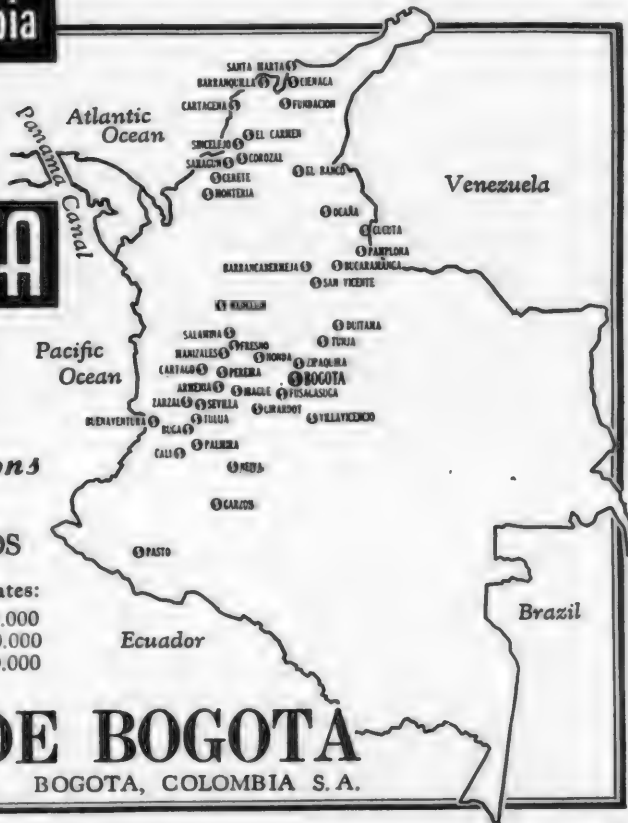 bia
SANTA MARTA
BARRANQUILLA
CIENAGA
CARTAGENA
FUNDACION
Atlantic
Ocean
Panama Canal
EL CARMEN
SINCELEJO
COROZAL
SAHAGUN
CERETE
MONTERIA
EL BANCO
Venezuela
OCAÑA
CUCUTA
PAMPLONA
BARRANCABERMEJA
BUCARAMANGA
SAN VICENTE
A
MEDELLIN
DUITAMA
SALAMINA
TUNJA
FRESNO
Pacific
Ocean
MANIZALES
HONDA
ZIPAQUIRA
CARTAGO
PEREIRA
BOGOTA
ARMENIA
IBAGUE
FUSAGASUGA
ZARZAL
SEVILLA
GIRARDOT
BUENAVENTURA
TULUA
VILLAVICENCIO
BUGA
PALMIRA
CALI
ons
NEIVA
GARZON
OS
PASTO
ates:
.000
Brazil
0.000
Ecuador
.000
DE BOGOTA
BOGOTA, COLOMBIA S. A.